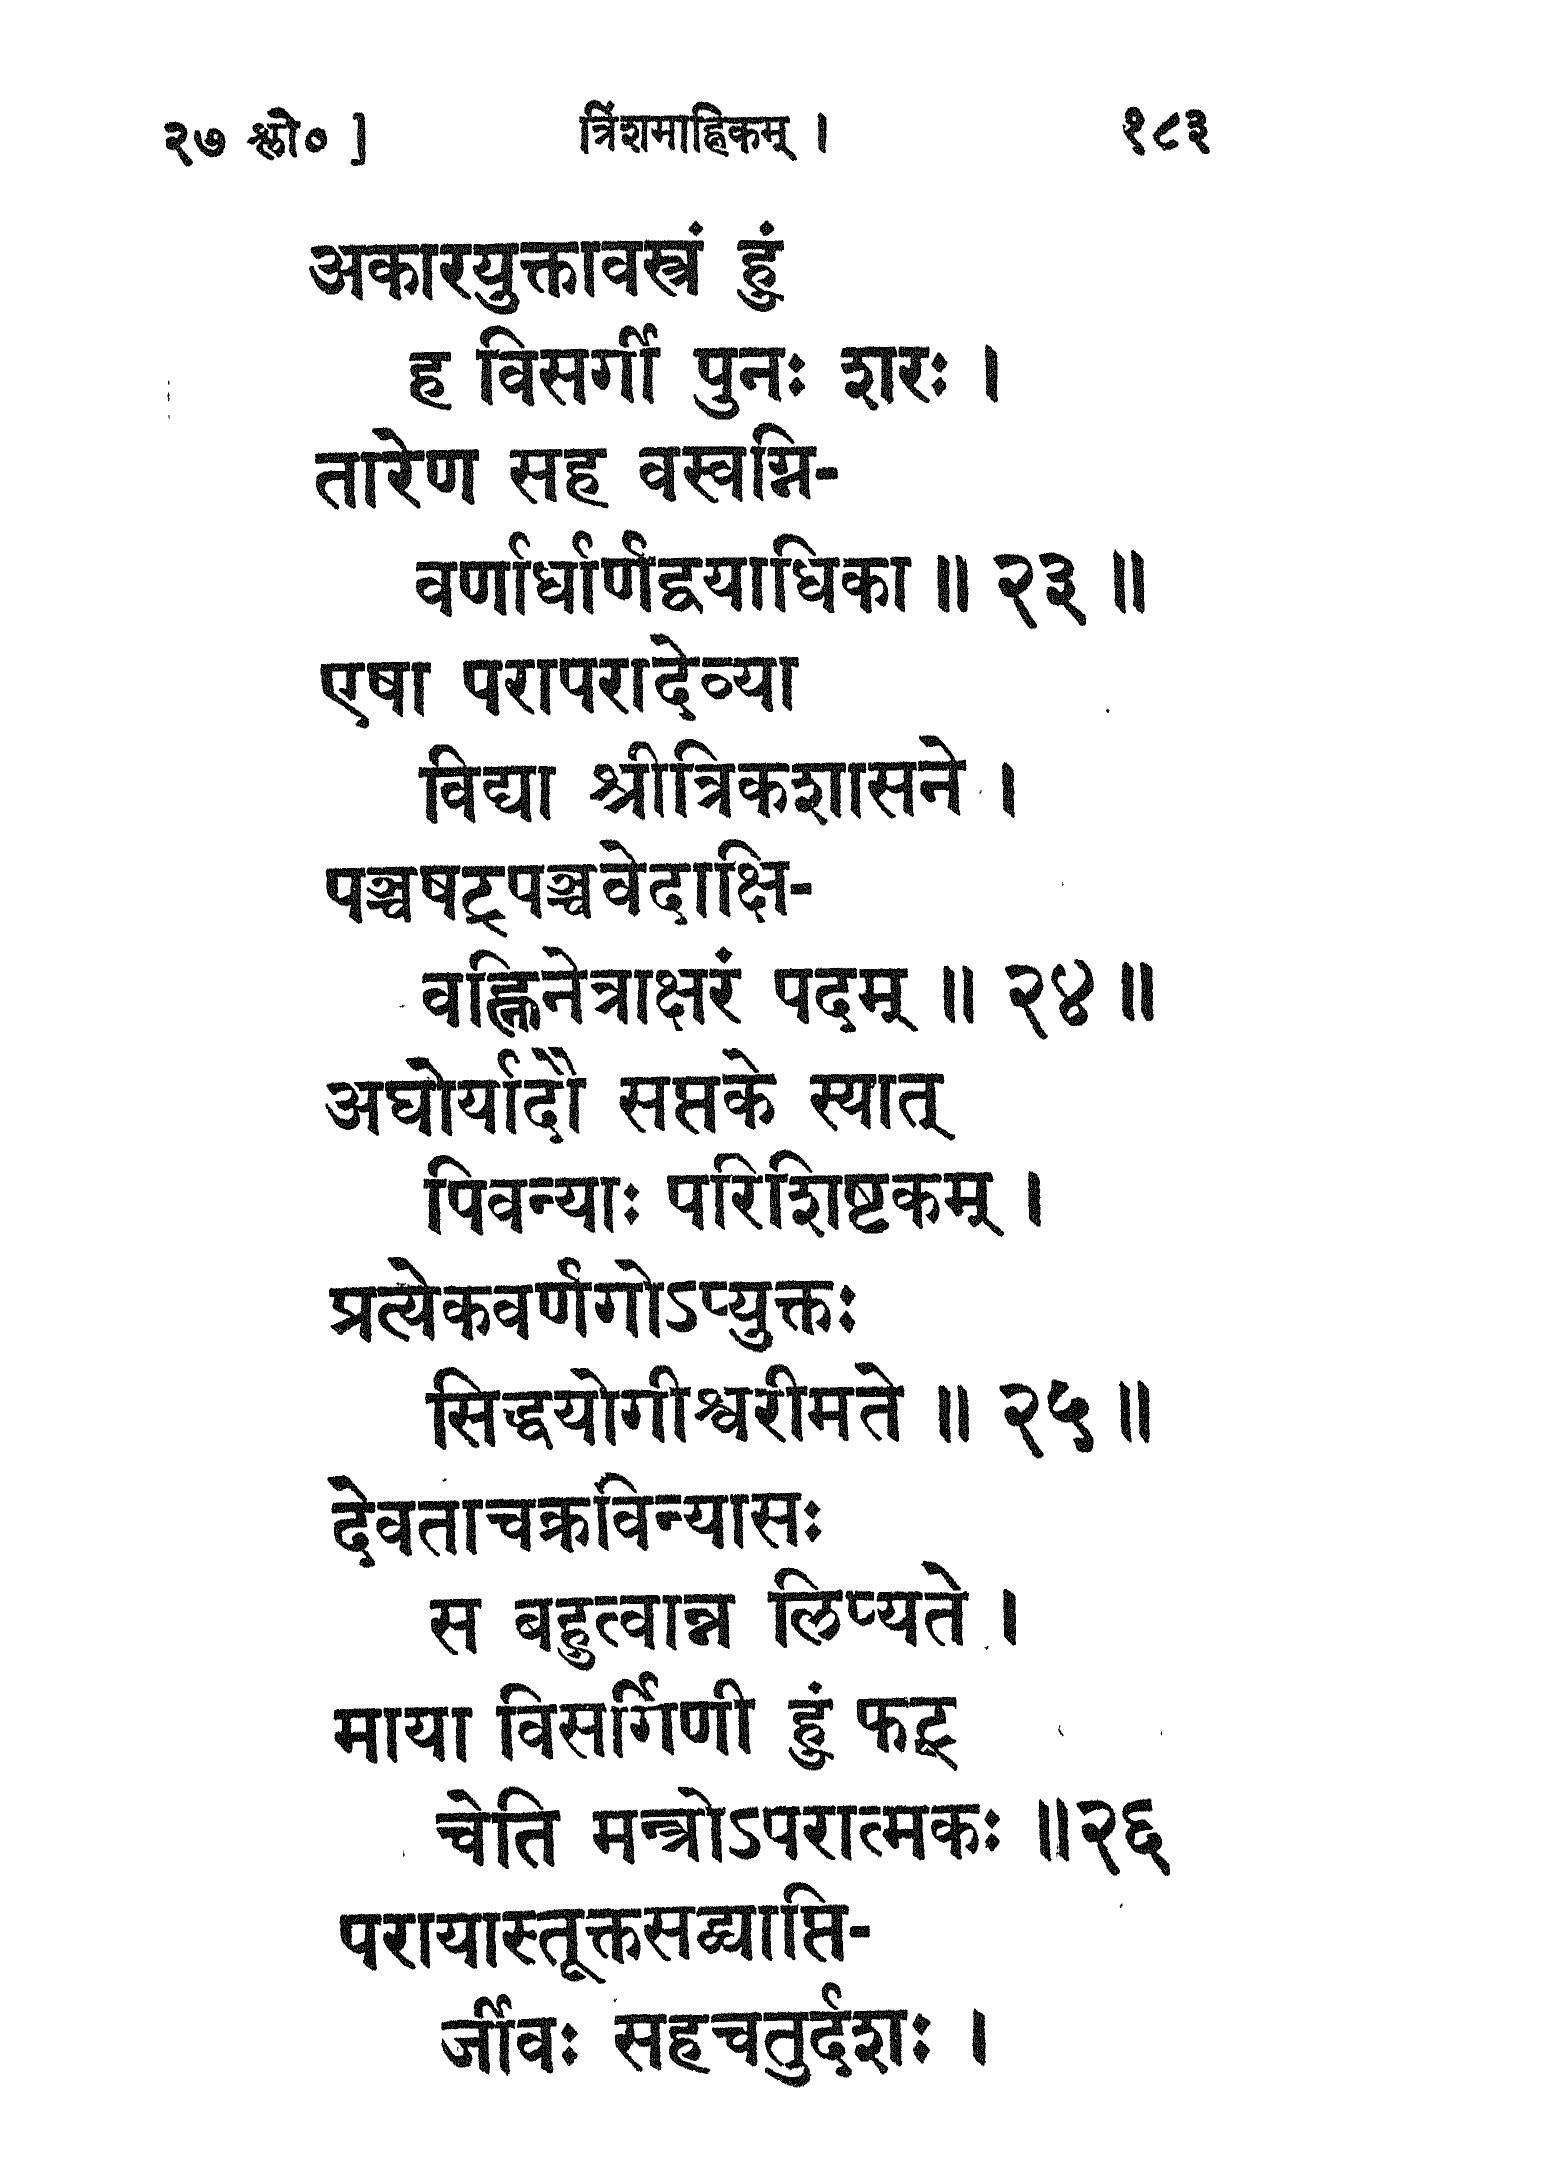 २७ श्लो० ] त्रिंशमाह्निकम् । १८३
अकारयुक्तावस्त्रं हुं
ह विसर्गी पुनः शरः ।
तारेण सह वस्वग्नि-
वर्णार्धार्णद्वयाधिका ॥ २३ ॥
एषा परापरादेव्या
विद्या श्रीत्रिकशासने ।
पञ्चषट्पञ्चवेदाक्षि-
वह्निनेत्राक्षरं पदम् ॥ २४ ॥
अघोर्यादौ सप्तके स्यात्
पिवन्याः परिशिष्टकम् ।
प्रत्येकवर्णगोऽप्युक्तः
सिद्धयोगीश्वरीमते ॥ २५ ॥
देवताचक्रविन्यासः
स बहुत्वान्न लिप्यते ।
माया विसर्गिणी हुं फट्
चेति मन्त्रोऽपरात्मकः ॥२६
परायास्तूक्तसद्व्याप्ति-
र्जीवः सहचतुर्दशः ।